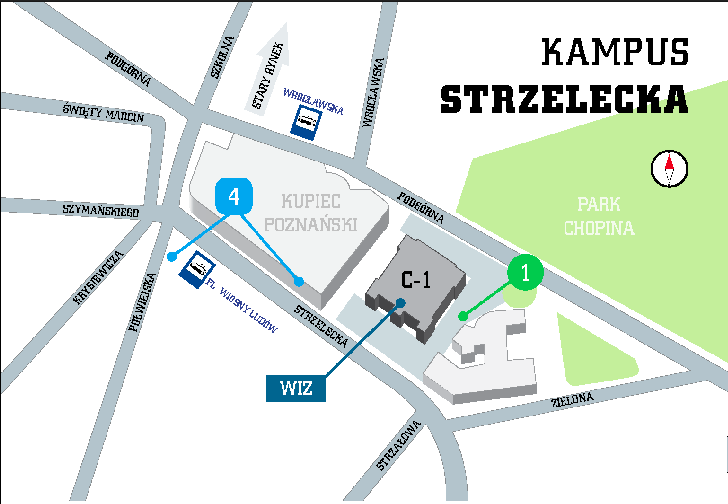 KAMPUS
STRZELECKA
PODGÓRNA
SZKOLNA
STARY RYNEK
WROCŁAWSKA
WROCŁAWSKA
ŚWIĘTY MARCIN
4
KUPIEC
POZNAŃSKI
PODGÓRNA
PARK
CHOPINA
SZYMAŃSKIEGO
C-1
1
KRYSIEWICZA
PÓŁWIEJSKA
PL. WIOSNY LUDÓW
STRZELECKA
WIZ
ZIELONA
STRZAŁOWA